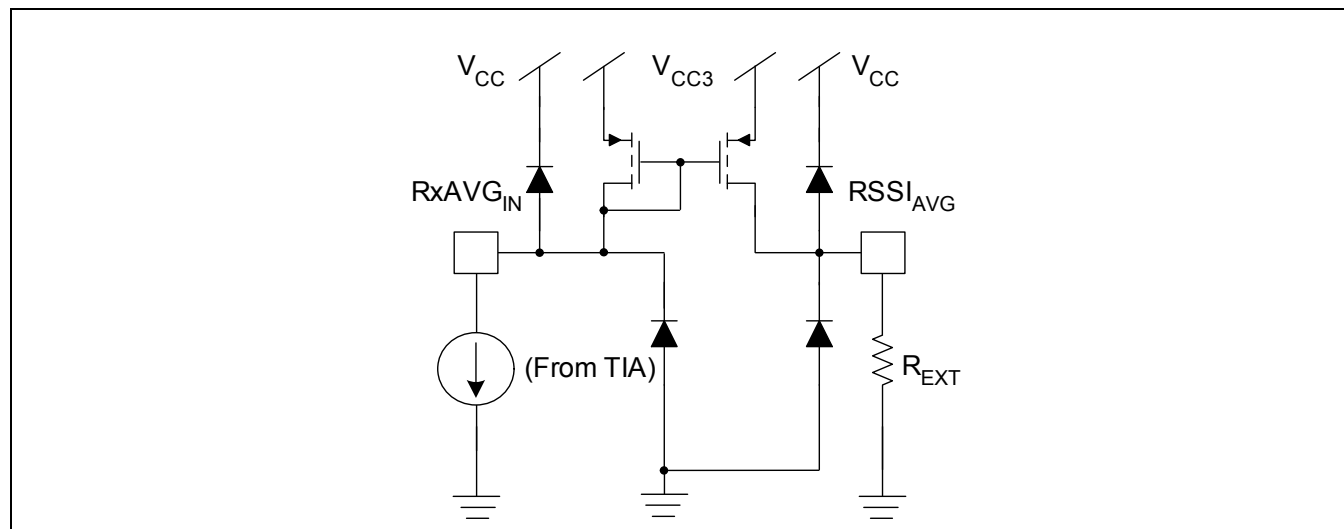 V_CC V_CC3 V_CC
RxAVG_IN RSSI_AVG
(From TIA) R_EXT